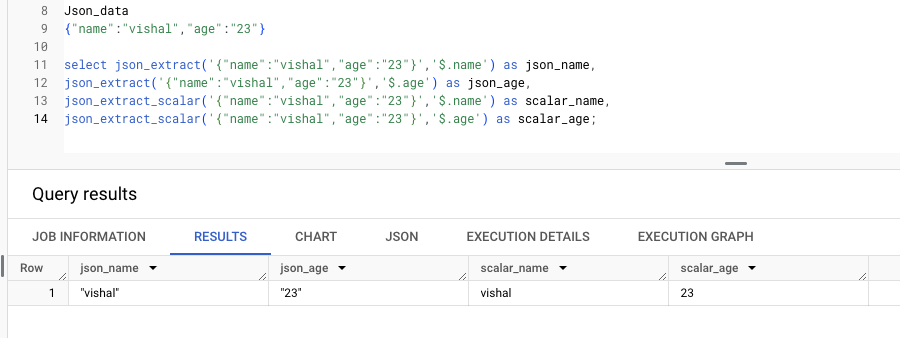 8 Json_data
9 {"name":"vishal","age":"23"}
10
11 select json_extract('{"name":"vishal","age":"23"}','$.name') as json_name,
12 json_extract('{"name":"vishal","age":"23"}','$.age') as json_age,
13 json_extract_scalar('{"name":"vishal","age":"23"}','$.name') as scalar_name,
14 json_extract_scalar('{"name":"vishal","age":"23"}','$.age') as scalar_age;
Query results
JOB INFORMATION RESULTS CHART JSON EXECUTION DETAILS EXECUTION GRAPH
Row json_name json_age scalar_name scalar_age
1 "vishal" "23" vishal 23